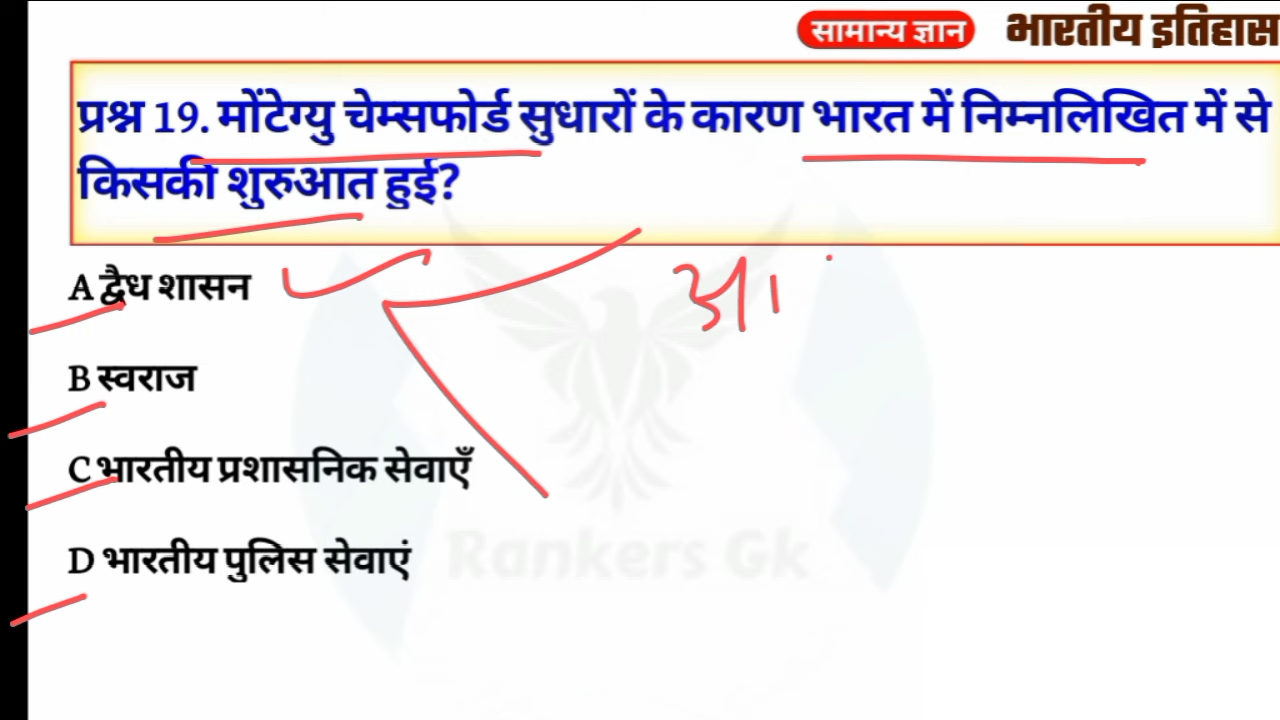 सामान्य ज्ञान भारतीय इतिहास
प्रश्न 19. मोंटेग्यु चेम्सफोर्ड सुधारों के कारण भारत में निम्नलिखित में से
किसकी शुरुआत हुई?
A द्वैध शासन
B स्वराज
C भारतीय प्रशासनिक सेवाएँ
D भारतीय पुलिस सेवाएं
Rankers Gk